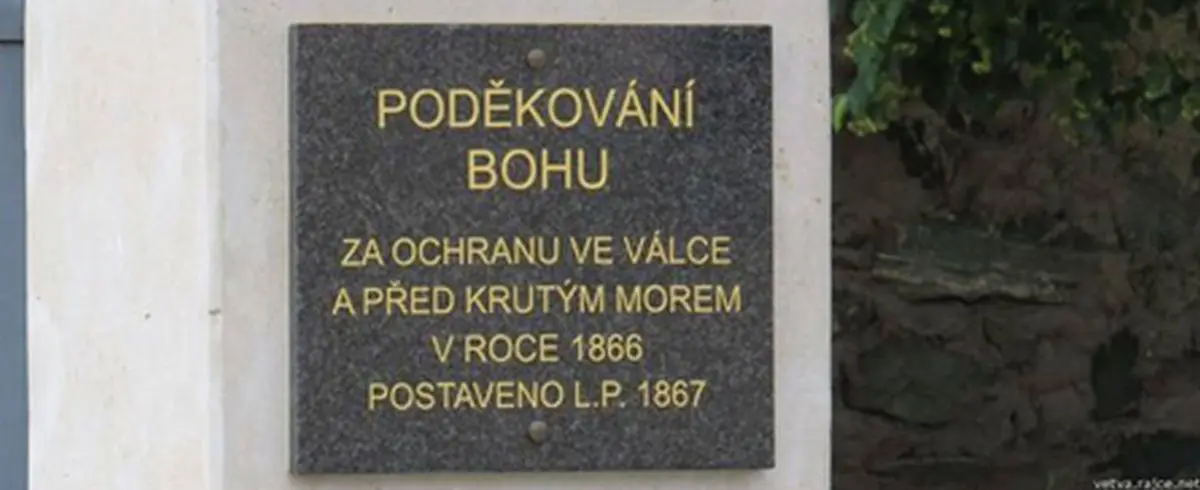 PODĚKOVÁNÍ
BOHU
ZA OCHRANU VE VÁLCE
A PŘED KRUTÝM MOREM
V ROCE 1866
POSTAVENO L.P. 1867
vetva.rajce.net